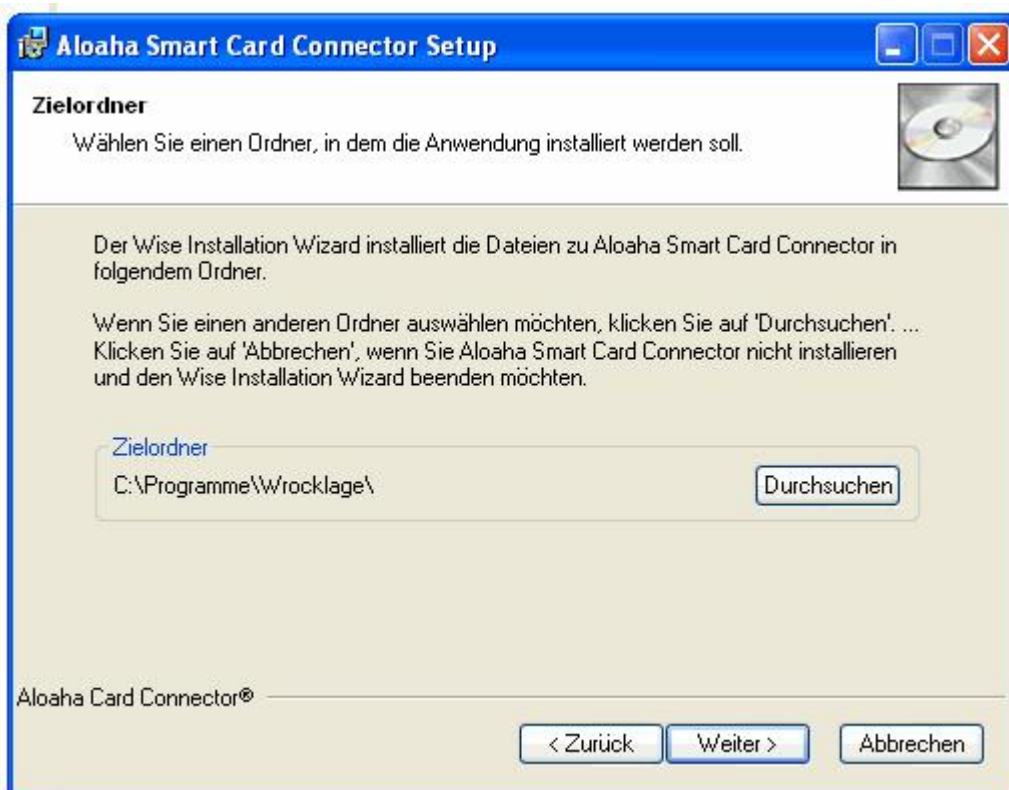 Aloaha Smart Card Connector Setup
Zielordner
Wählen Sie einen Ordner, in dem die Anwendung installiert werden soll.
Der Wise Installation Wizard installiert die Dateien zu Aloaha Smart Card Connector in
folgendem Ordner.
Wenn Sie einen anderen Ordner auswählen möchten, klicken Sie auf 'Durchsuchen'. ...
Klicken Sie auf 'Abbrechen', wenn Sie Aloaha Smart Card Connector nicht installieren
und den Wise Installation Wizard beenden möchten.
Zielordner
C:\Programme\Wrocklage\
Durchsuchen
Aloaha Card Connector®
< Zurück
Weiter >
Abbrechen